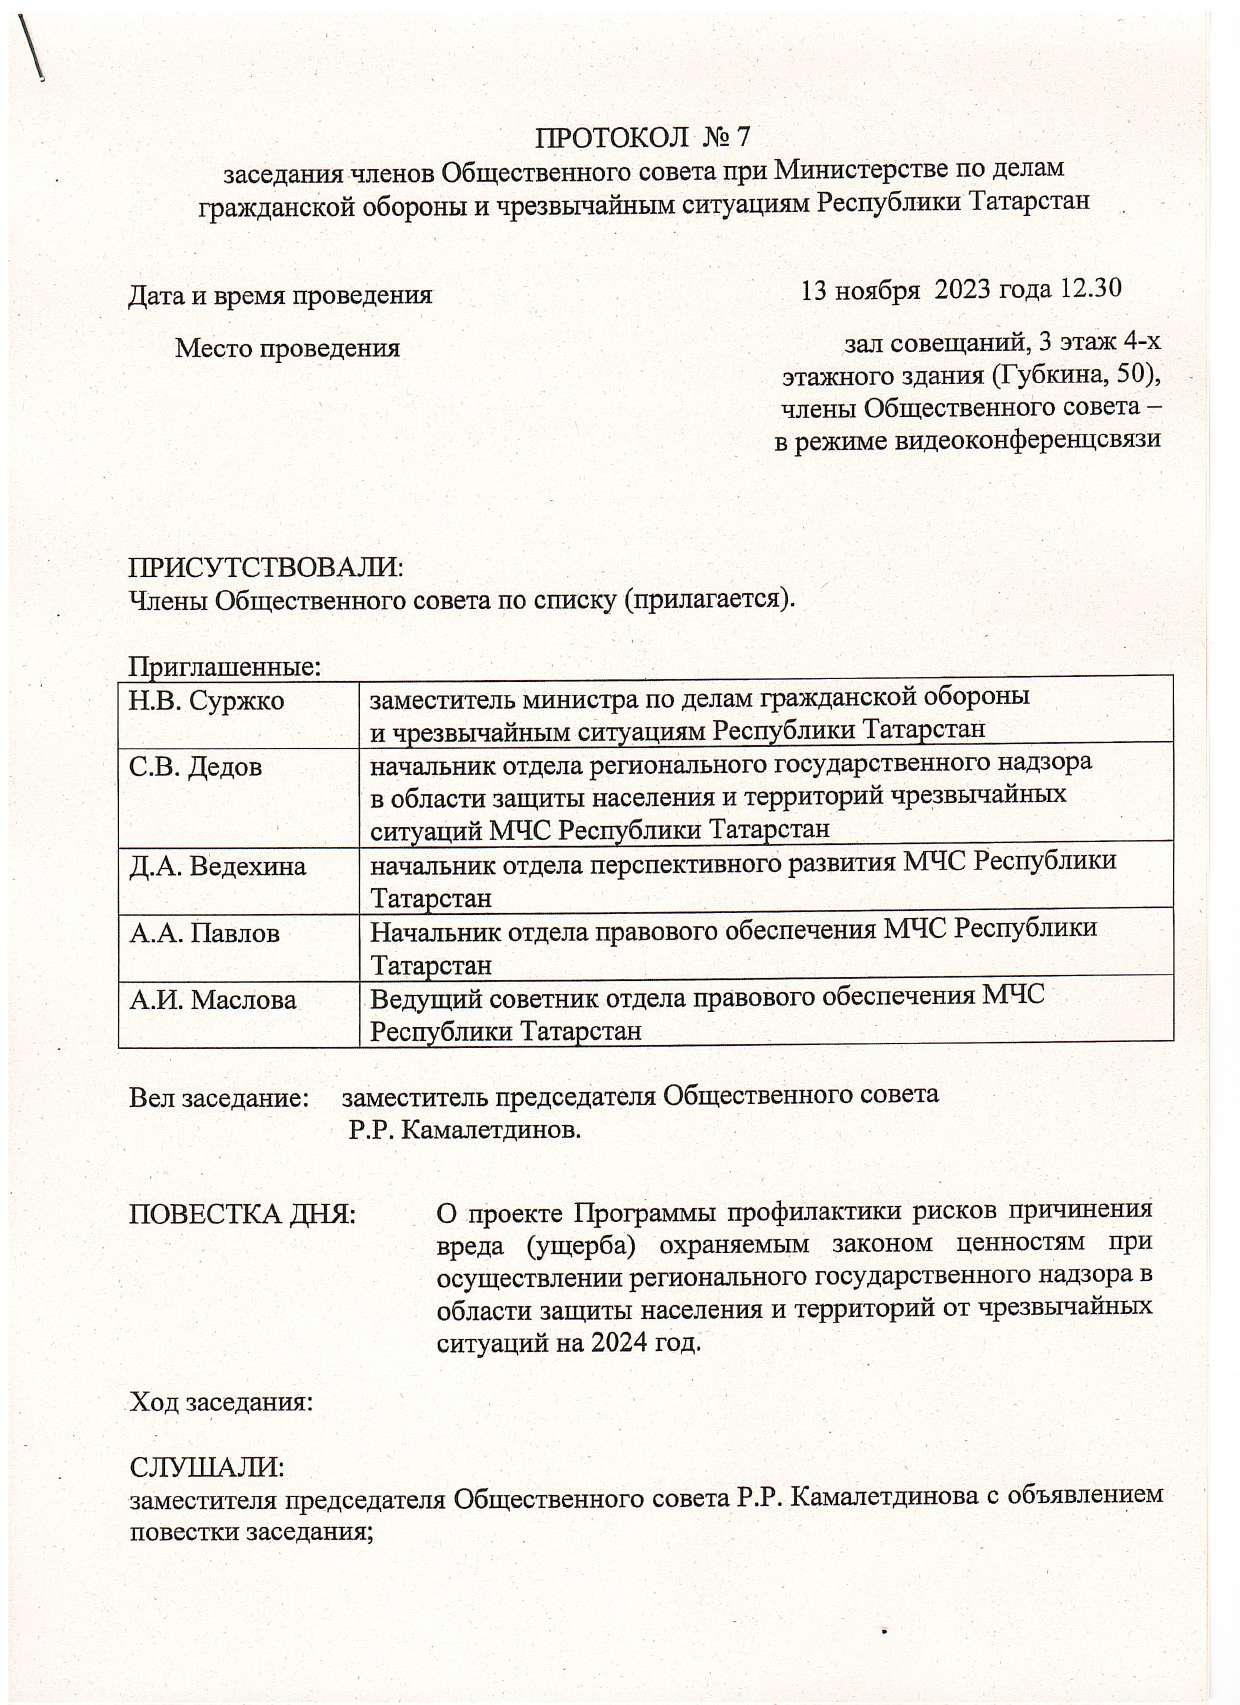 ПРОТОКОЛ № 7
заседания членов Общественного совета при Министерстве по делам
гражданской обороны и чрезвычайным ситуациям Республики Татарстан
Дата и время проведения 13 ноября 2023 года 12.30
Место проведения зал совещаний, 3 этаж 4-х
этажного здания (Губкина, 50),
члены Общественного совета –
в режиме видеоконференцсвязи
ПРИСУТСТВОВАЛИ:
Члены Общественного совета по списку (прилагается).
Приглашенные:
Н.В. Суржко заместитель министра по делам гражданской обороны
и чрезвычайным ситуациям Республики Татарстан
С.В. Дедов начальник отдела регионального государственного надзора
в области защиты населения и территорий чрезвычайных
ситуаций МЧС Республики Татарстан
Д.А. Ведехина начальник отдела перспективного развития МЧС Республики
Татарстан
А.А. Павлов Начальник отдела правового обеспечения МЧС Республики
Татарстан
А.И. Маслова Ведущий советник отдела правового обеспечения МЧС
Республики Татарстан
Вел заседание: заместитель председателя Общественного совета
Р.Р. Камалетдинов.
ПОВЕСТКА ДНЯ: О проекте Программы профилактики рисков причинения
вреда (ущерба) охраняемым законом ценностям при
осуществлении регионального государственного надзора в
области защиты населения и территорий от чрезвычайных
ситуаций на 2024 год.
Ход заседания:
СЛУШАЛИ:
заместителя председателя Общественного совета Р.Р. Камалетдинова с объявлением
повестки заседания;